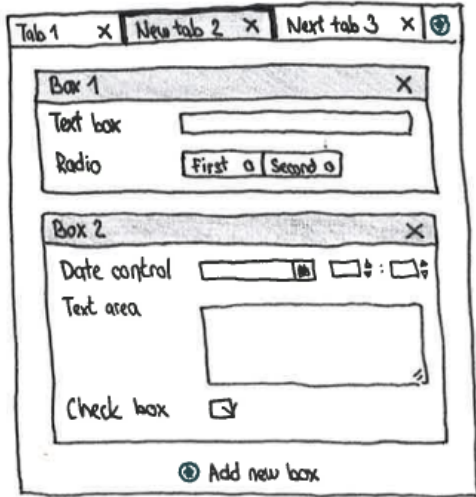 Tab 1 X New tab 2 X Next tab 3 X
Box 1 X
Text box
Radio First Second
Box 2 X
Date control :
Text area
Check box
Add new box